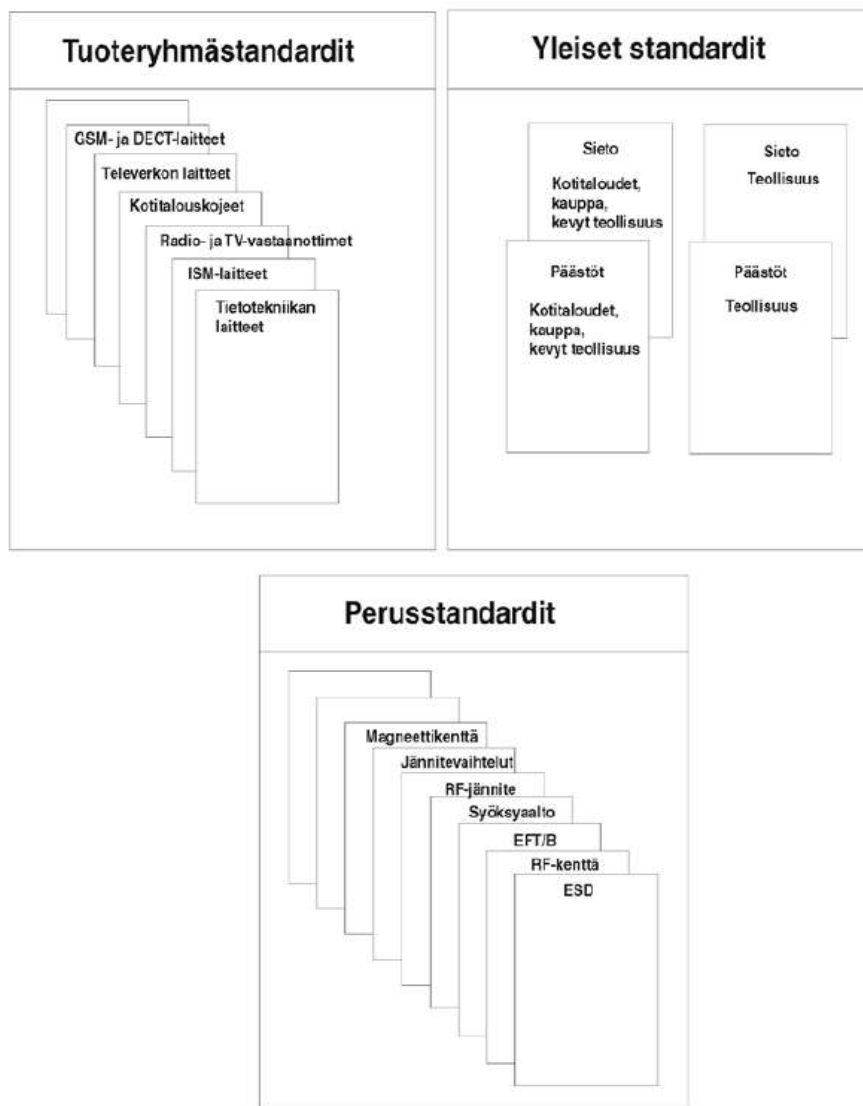 Tuoteryhmästandardit
GSM- ja DECT-laitteet
Televerkon laitteet
Kotitalouskojeet
Radio- ja TV-vastaanottimet
ISM-laitteet
Tietotekniikan
laitteet
Yleiset standardit
Sieto
Kotitaloudet,
kauppa,
kevyt teollisuus
Päästöt
Kotitaloudet,
kauppa,
kevyt teollisuus
Sieto
Teollisuus
Päästöt
Teollisuus
Perusstandardit
Magneettikenttä
Jännitevaihtelut
RF-jännite
Syöksyaalto
EFT/B
RF-kenttä
ESD